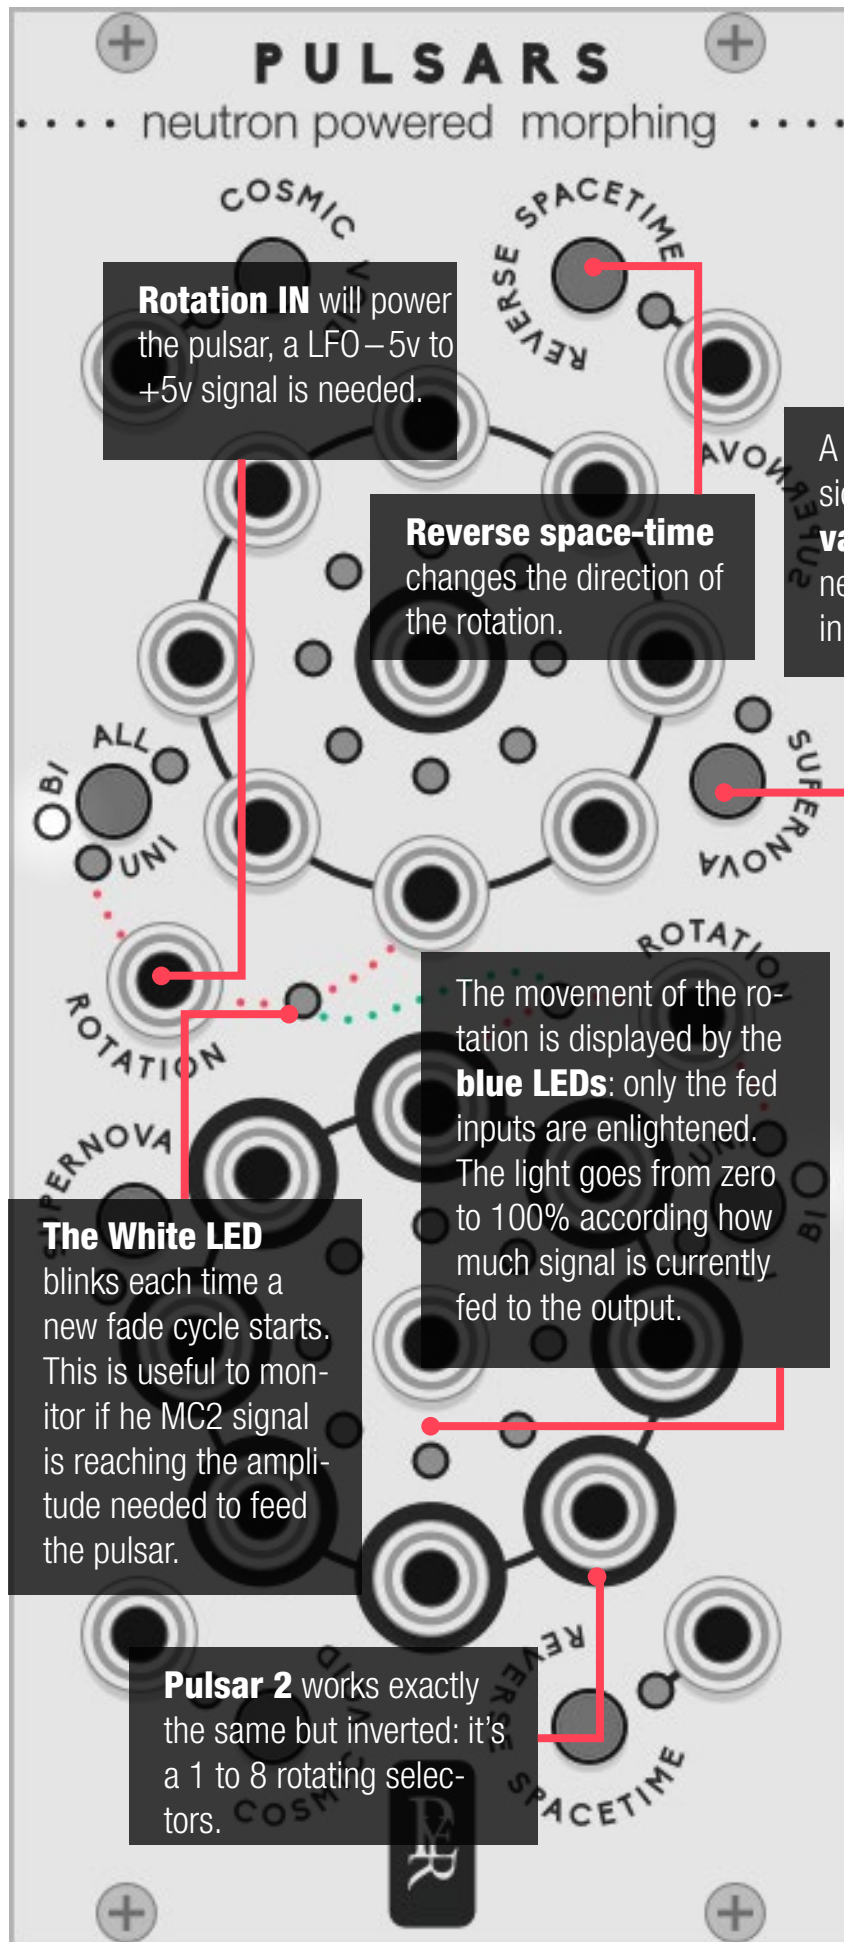 PULSARS
neutron powered morphing
COSMIC
REVERSE SPACETIME
Rotation IN will power
the pulsar, a LFO–5v to
+5v signal is needed.
SUPERNOVA
A
Reverse space-time
changes the direction of
the rotation.
in
ALL
BI
UNI
SUPERNOVA
ROTATION
ROTATION
The movement of the ro-
tation is displayed by the
blue LEDs: only the fed
inputs are enlightened.
The light goes from zero
to 100% according how
much signal is currently
fed to the output.
SUPERNOVA
UNI
BI
The White LED
blinks each time a
new fade cycle starts.
This is useful to mon-
itor if he MC2 signal
is reaching the ampli-
tude needed to feed
the pulsar.
Pulsar 2 works exactly
the same but inverted: it's
a 1 to 8 rotating selec-
tors.
REVERSE SPACETIME